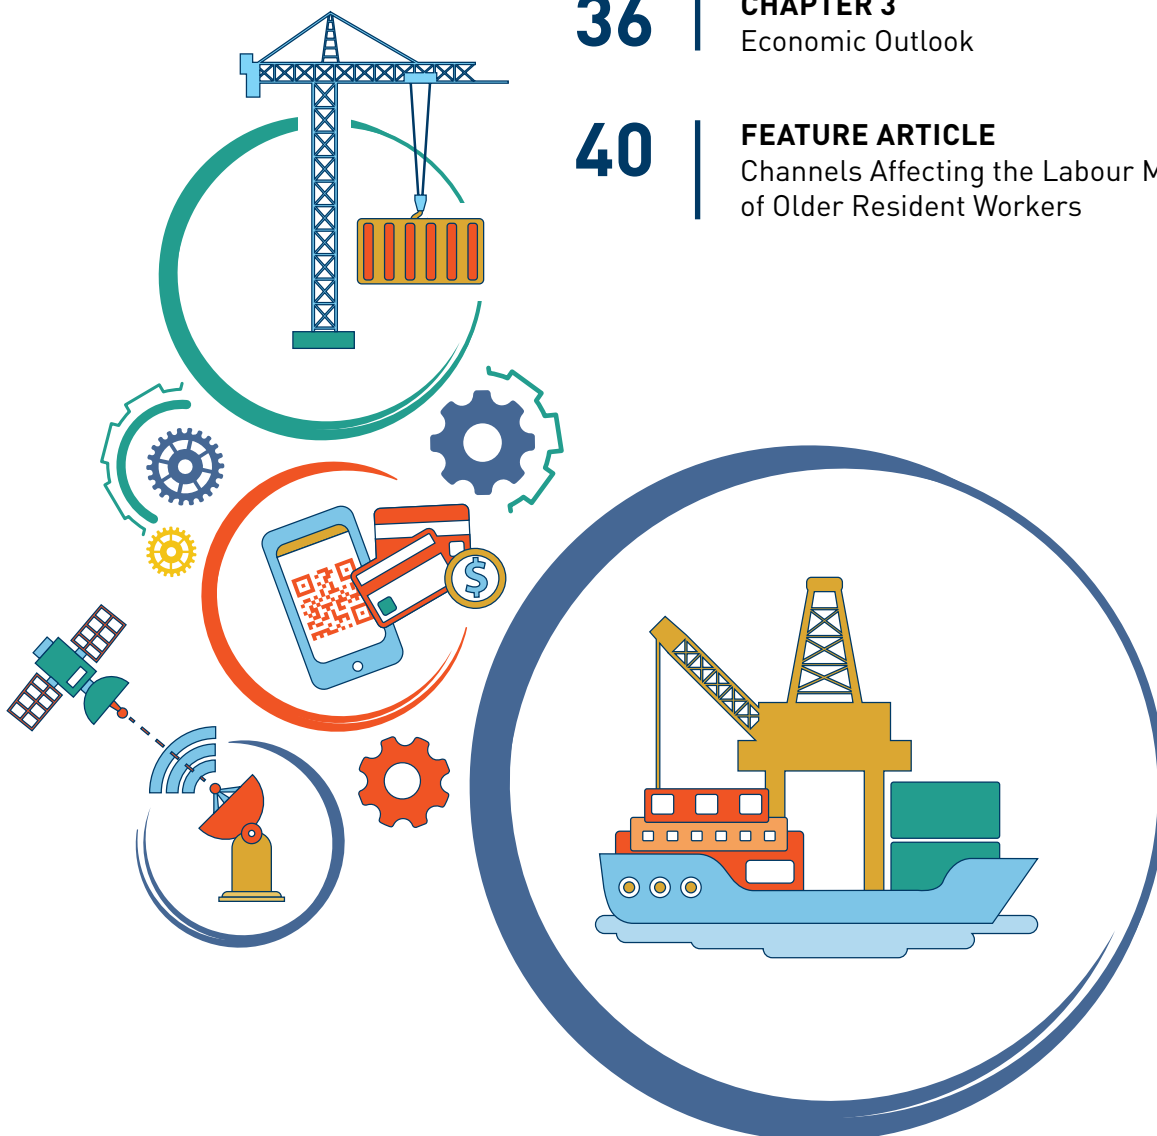 36
CHAPTER 3
Economic Outlook
40
FEATURE ARTICLE
Channels Affecting the Labour
of Older Resident Workers
$